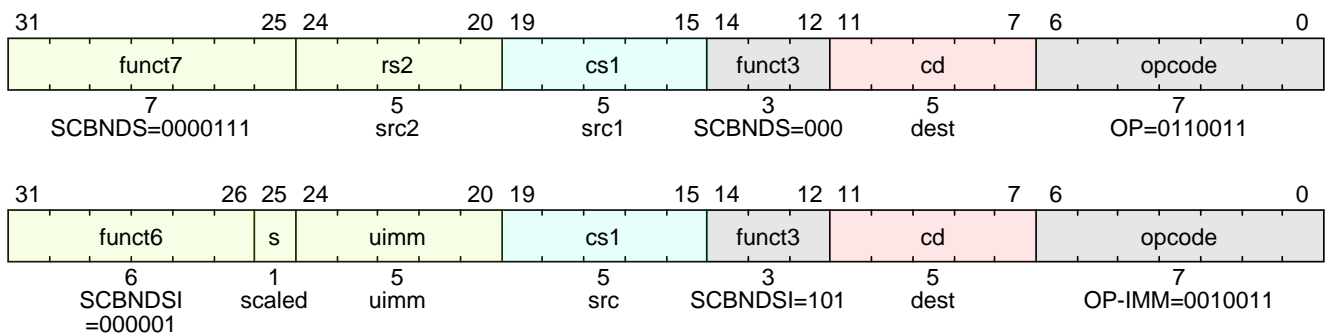 31 25 24 20 19 15 14 12 11 7 6 0
funct7 rs2 cs1 funct3 cd opcode
7 5 5 3 5 7
SCBNDS=0000111 src2 src1 SCBNDS=000 dest OP=0110011
31 26 25 24 20 19 15 14 12 11 7 6 0
funct6 s uimm cs1 funct3 cd opcode
6 1 5 5 3 5 7
SCBNDSI scaled uimm src SCBNDSI=101 dest OP-IMM=0010011
=000001